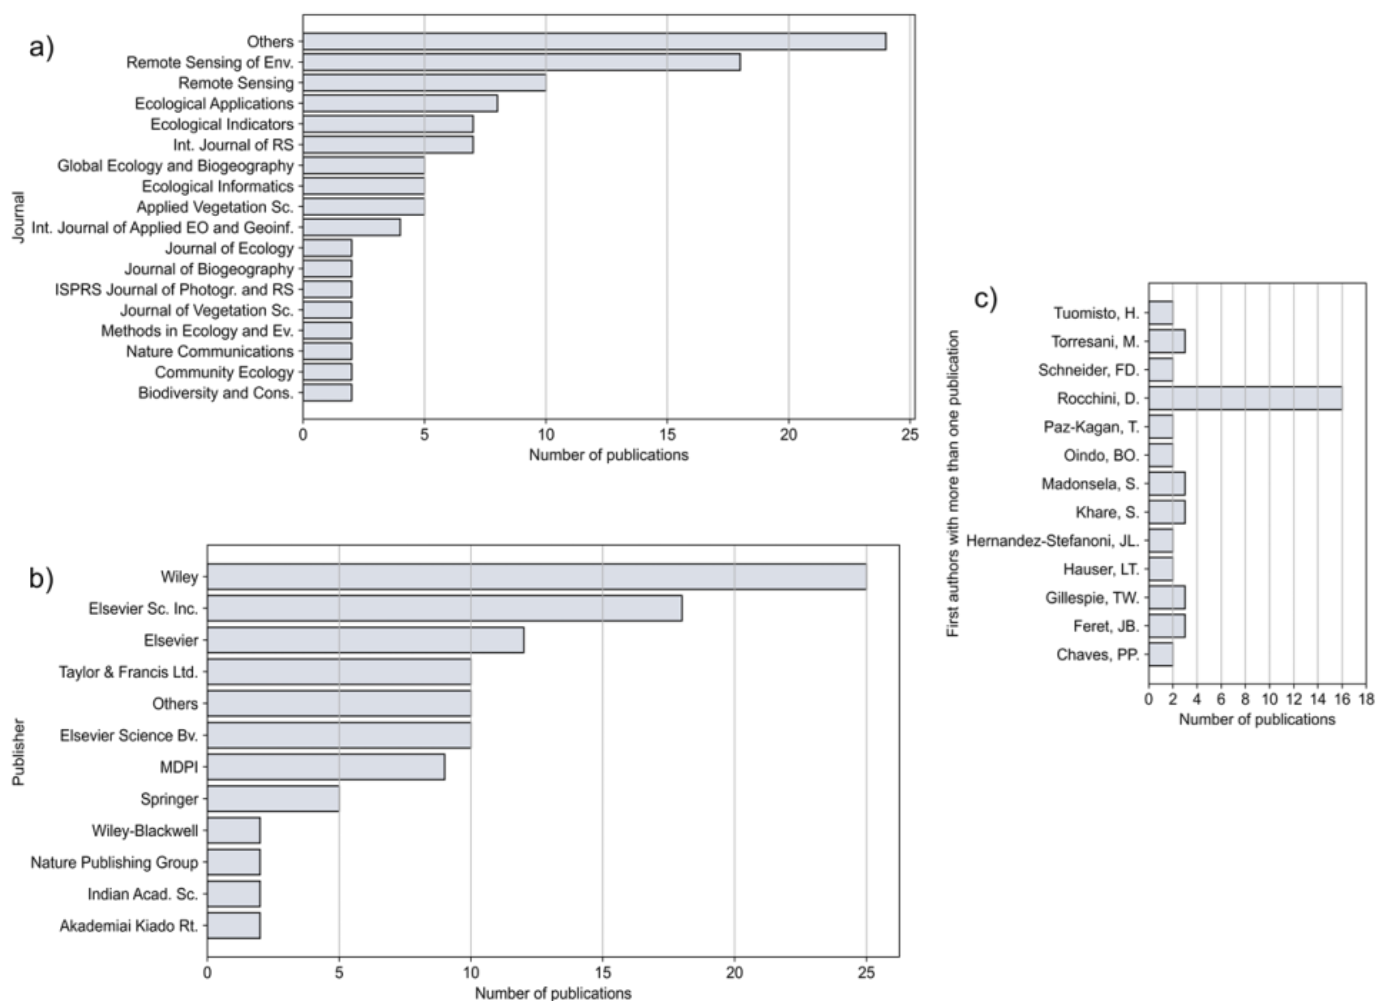 a)
Journal
Others
Remote Sensing of Env.
Remote Sensing
Ecological Applications
Ecological Indicators
Int. Journal of RS
Global Ecology and Biogeography
Ecological Informatics
Applied Vegetation Sc.
Int. Journal of Applied EO and Geoinf.
Journal of Ecology
Journal of Biogeography
ISPRS Journal of Photogr. and RS
Journal of Vegetation Sc.
Methods in Ecology and Ev.
Nature Communications
Community Ecology
Biodiversity and Cons.
0 5 10 15 20 25
Number of publications
b)
Publisher
Wiley
Elsevier Sc. Inc.
Elsevier
Taylor & Francis Ltd.
Others
Elsevier Science Bv.
MDPI
Springer
Wiley-Blackwell
Nature Publishing Group
Indian Acad. Sc.
Akademiai Kiado Rt.
0 5 10 15 20 25
Number of publications
c)
First authors with more than one publication
Tuomisto, H.
Torresani, M.
Schneider, FD.
Rocchini, D.
Paz-Kagan, T.
Oindo, BO.
Madonsela, S.
Khare, S.
Hernandez-Stefanoni, JL.
Hauser, LT.
Gillespie, TW.
Feret, JB.
Chaves, PP.
0 2 4 6 8 10 12 14 16 18
Number of publications